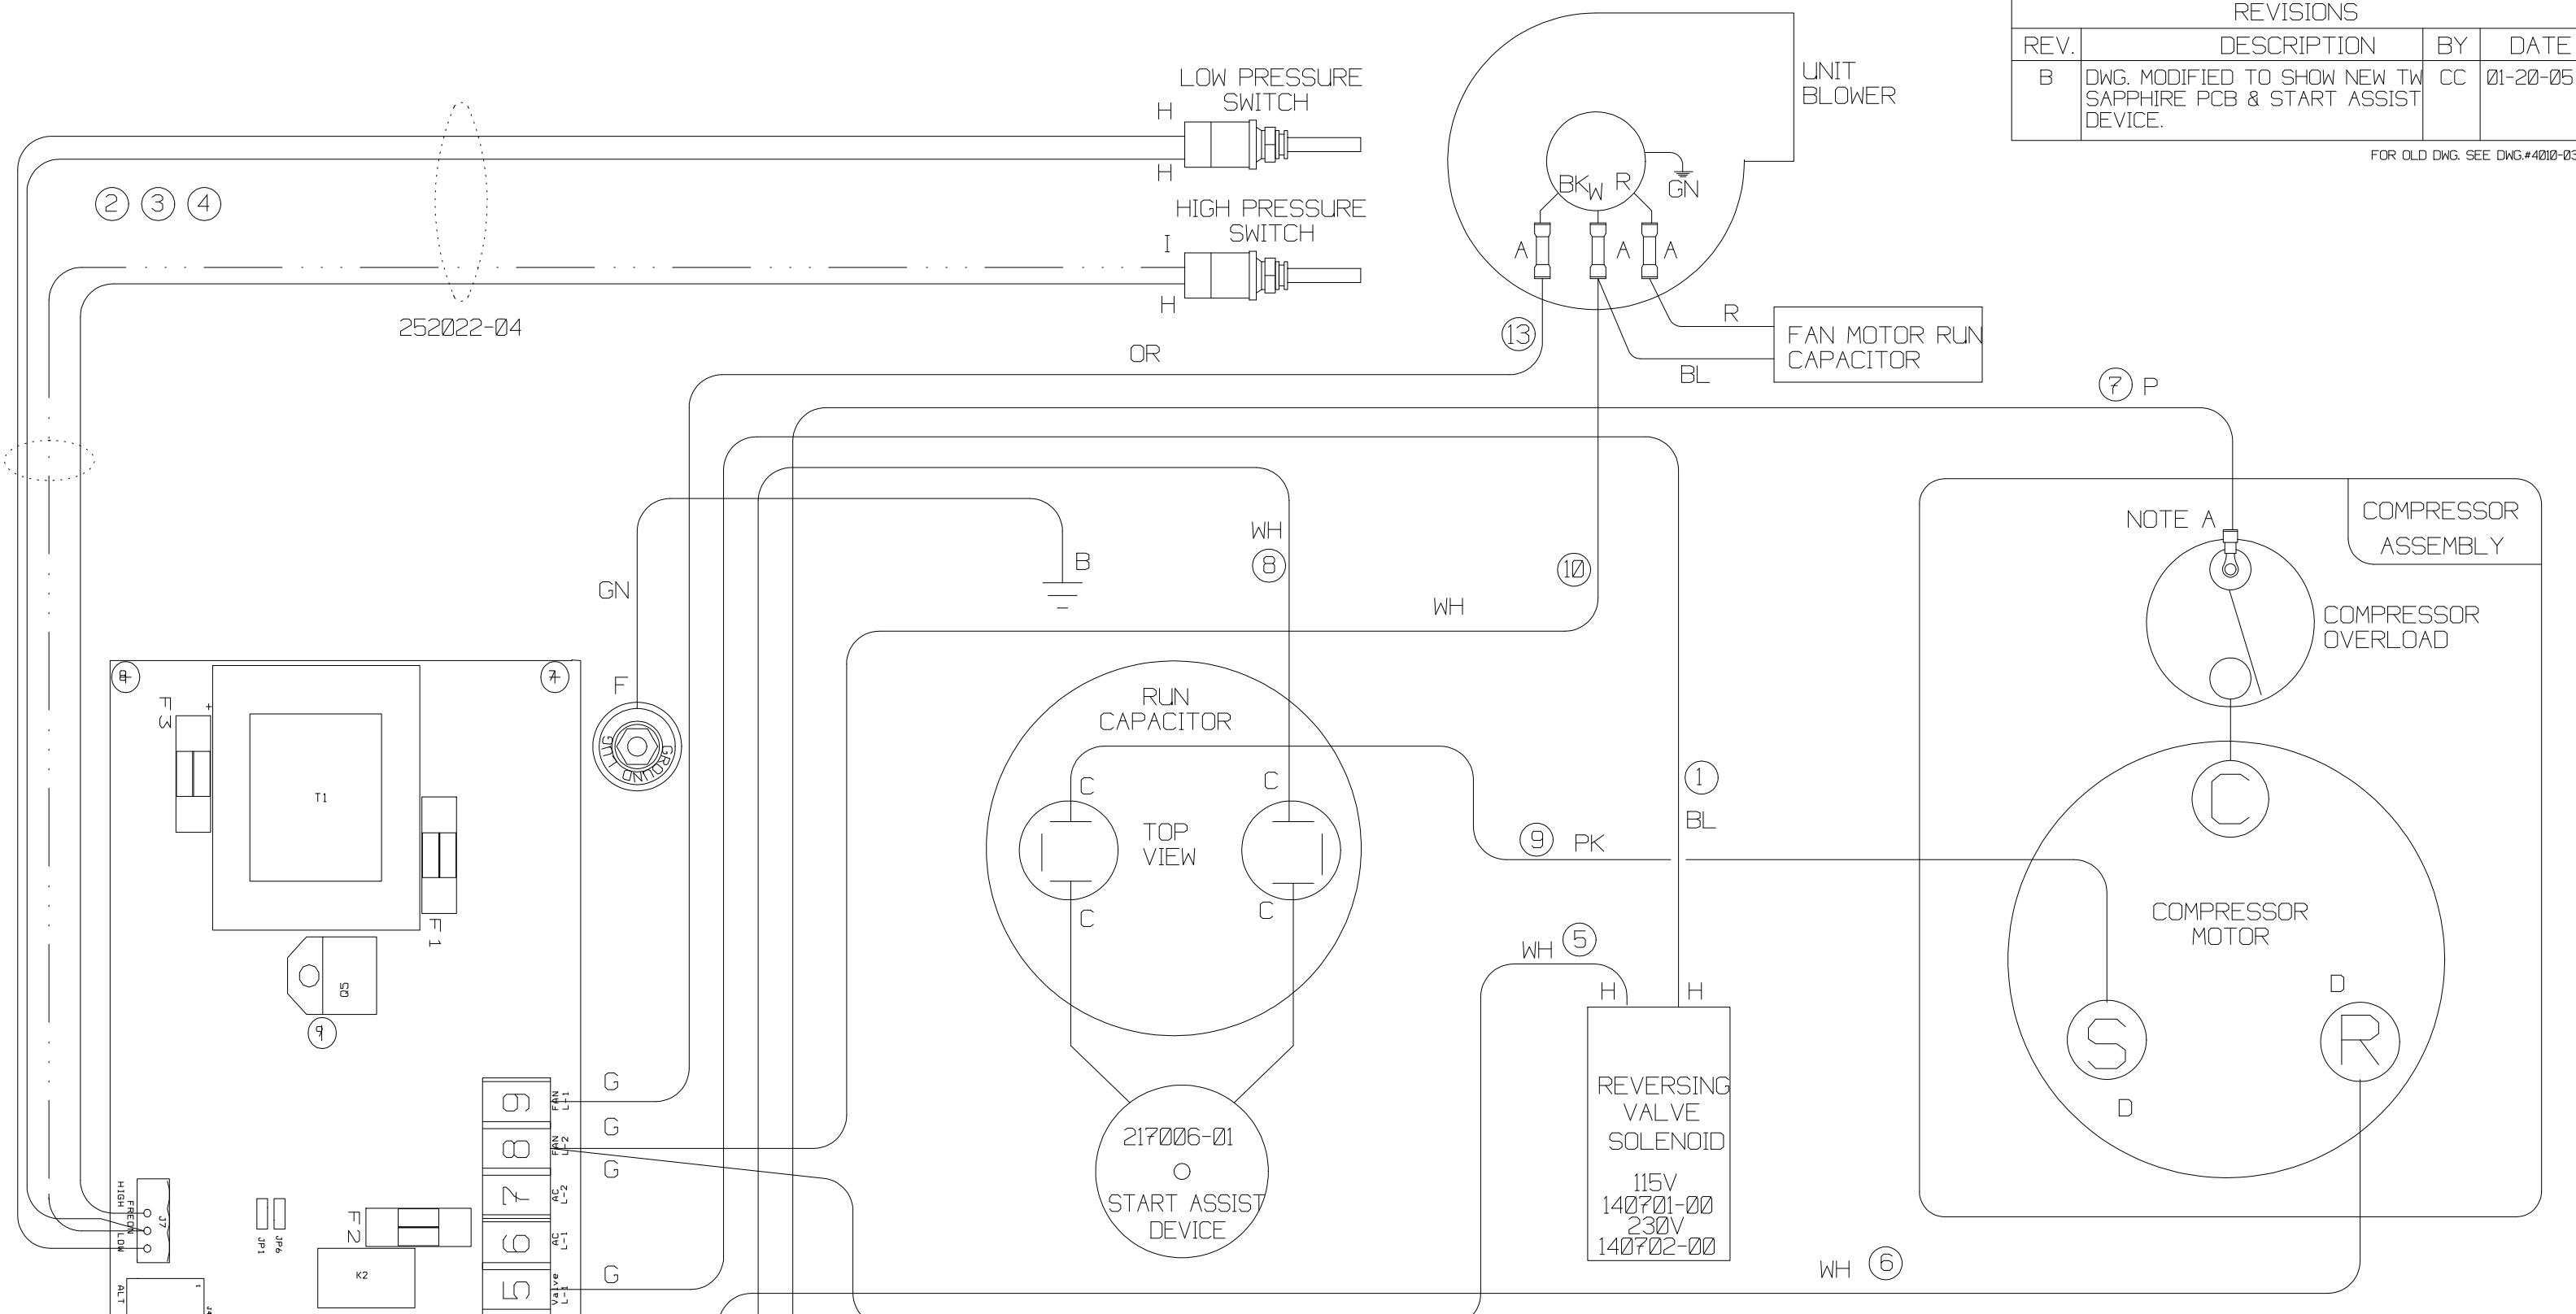 REVISIONS
REV. DESCRIPTION BY DATE
B DWG. MODIFIED TO SHOW NEW TW CC 01-20-05
SAPPHIRE PCB & START ASSIST
DEVICE.
FOR OLD DWG. SEE DWG.#4010-03
LOW PRESSURE
SWITCH
H
H
2 3 4
HIGH PRESSURE
SWITCH
I
H
252022-04
UNIT
BLOWER
BK W R GN
A A A
13
OR
R
BL
FAN MOTOR RUN
CAPACITOR
7 P
WH
8
10
WH
B
GN
F
GROUND LUG
NOTE A
COMPRESSOR
ASSEMBLY
COMPRESSOR
OVERLOAD
RUN
CAPACITOR
TOP
VIEW
C C
C C
1
BL
9 PK
WH 5
H H
COMPRESSOR
MOTOR
C
S
R
D
D
8
7
F3
+
T1
F1
Q5
9
217006-01
START ASSIST
DEVICE
REVERSING
VALVE
SOLENOID
115V
140701-00
230V
140702-00
WH 6
G
G
G
G
9 FAN L-1
8 FAN L-2
7 AC L-2
6 AC L-1
5 Valve L-1
HIGH
FREON
LOW
J7
JP1
JP6
F2
K2
ALT
1